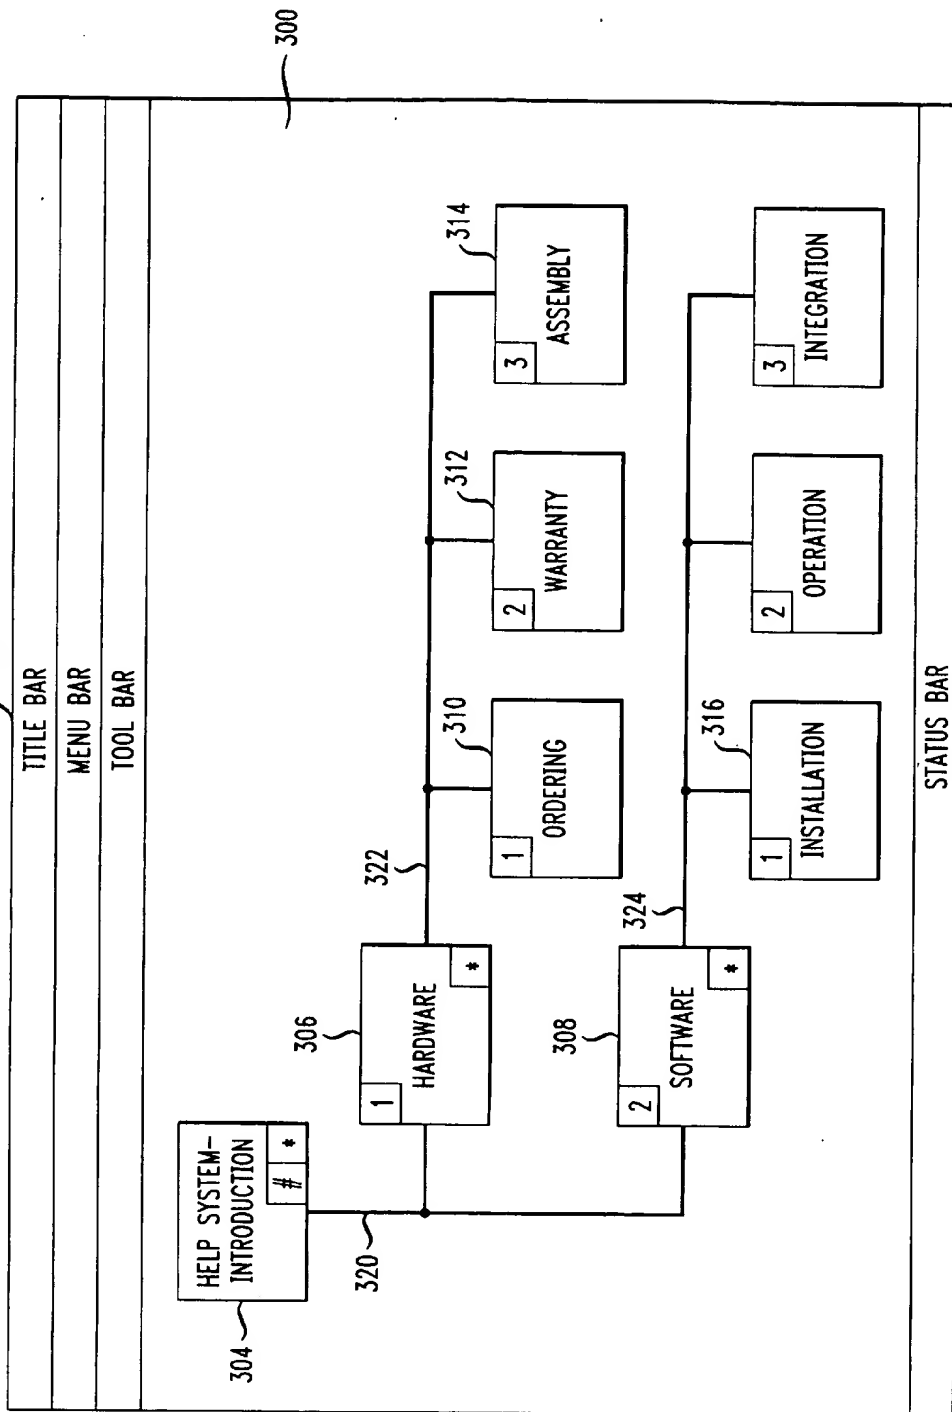 TITLE BAR
MENU BAR
TOOL BAR
300
304
HELP SYSTEM-
INTRODUCTION
# *
320
306
1
HARDWARE
*
322
310
1
ORDERING
312
2
WARRANTY
314
3
ASSEMBLY
308
2
SOFTWARE
*
324
316
1
INSTALLATION
2
OPERATION
3
INTEGRATION
STATUS BAR